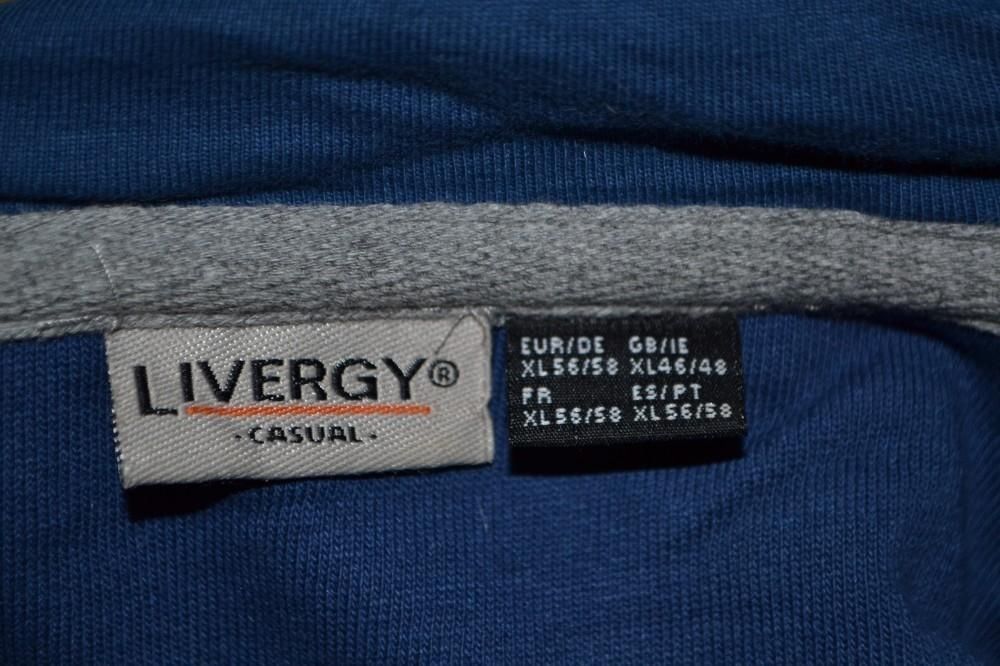 LIVERGY®
·CASUAL·
EUR/DE GB/IE
XL56/58 XL46/48
FR ES/PT
XL56/58 XL56/58